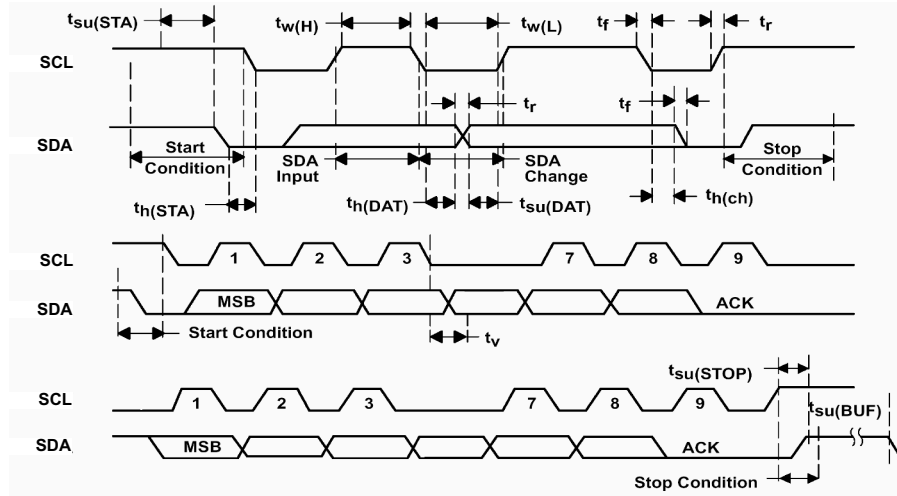 tsu(STA) tw(H) tw(L) tf tr
SCL
tr tf
SDA
Start Condition SDA Input SDA Change Stop Condition
th(STA) th(DAT) tsu(DAT) th(ch)
SCL 1 2 3 7 8 9
SDA MSB ACK
Start Condition tv
tsu(STOP)
SCL 1 2 3 7 8 9
tsu(BUF)
SDA MSB ACK
Stop Condition